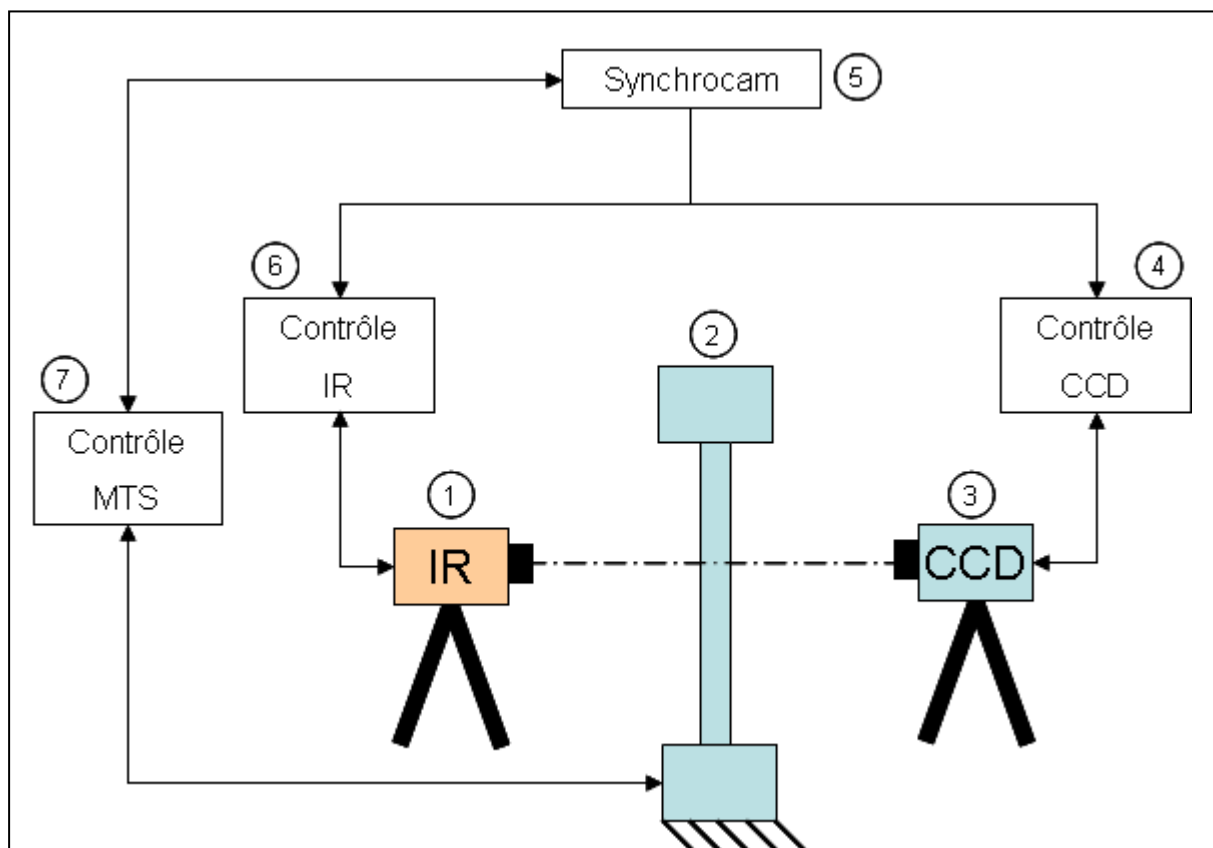 Synchrocam
5
6
4
Contrôle
IR
Contrôle
CCD
2
7
Contrôle
MTS
1
3
IR
CCD